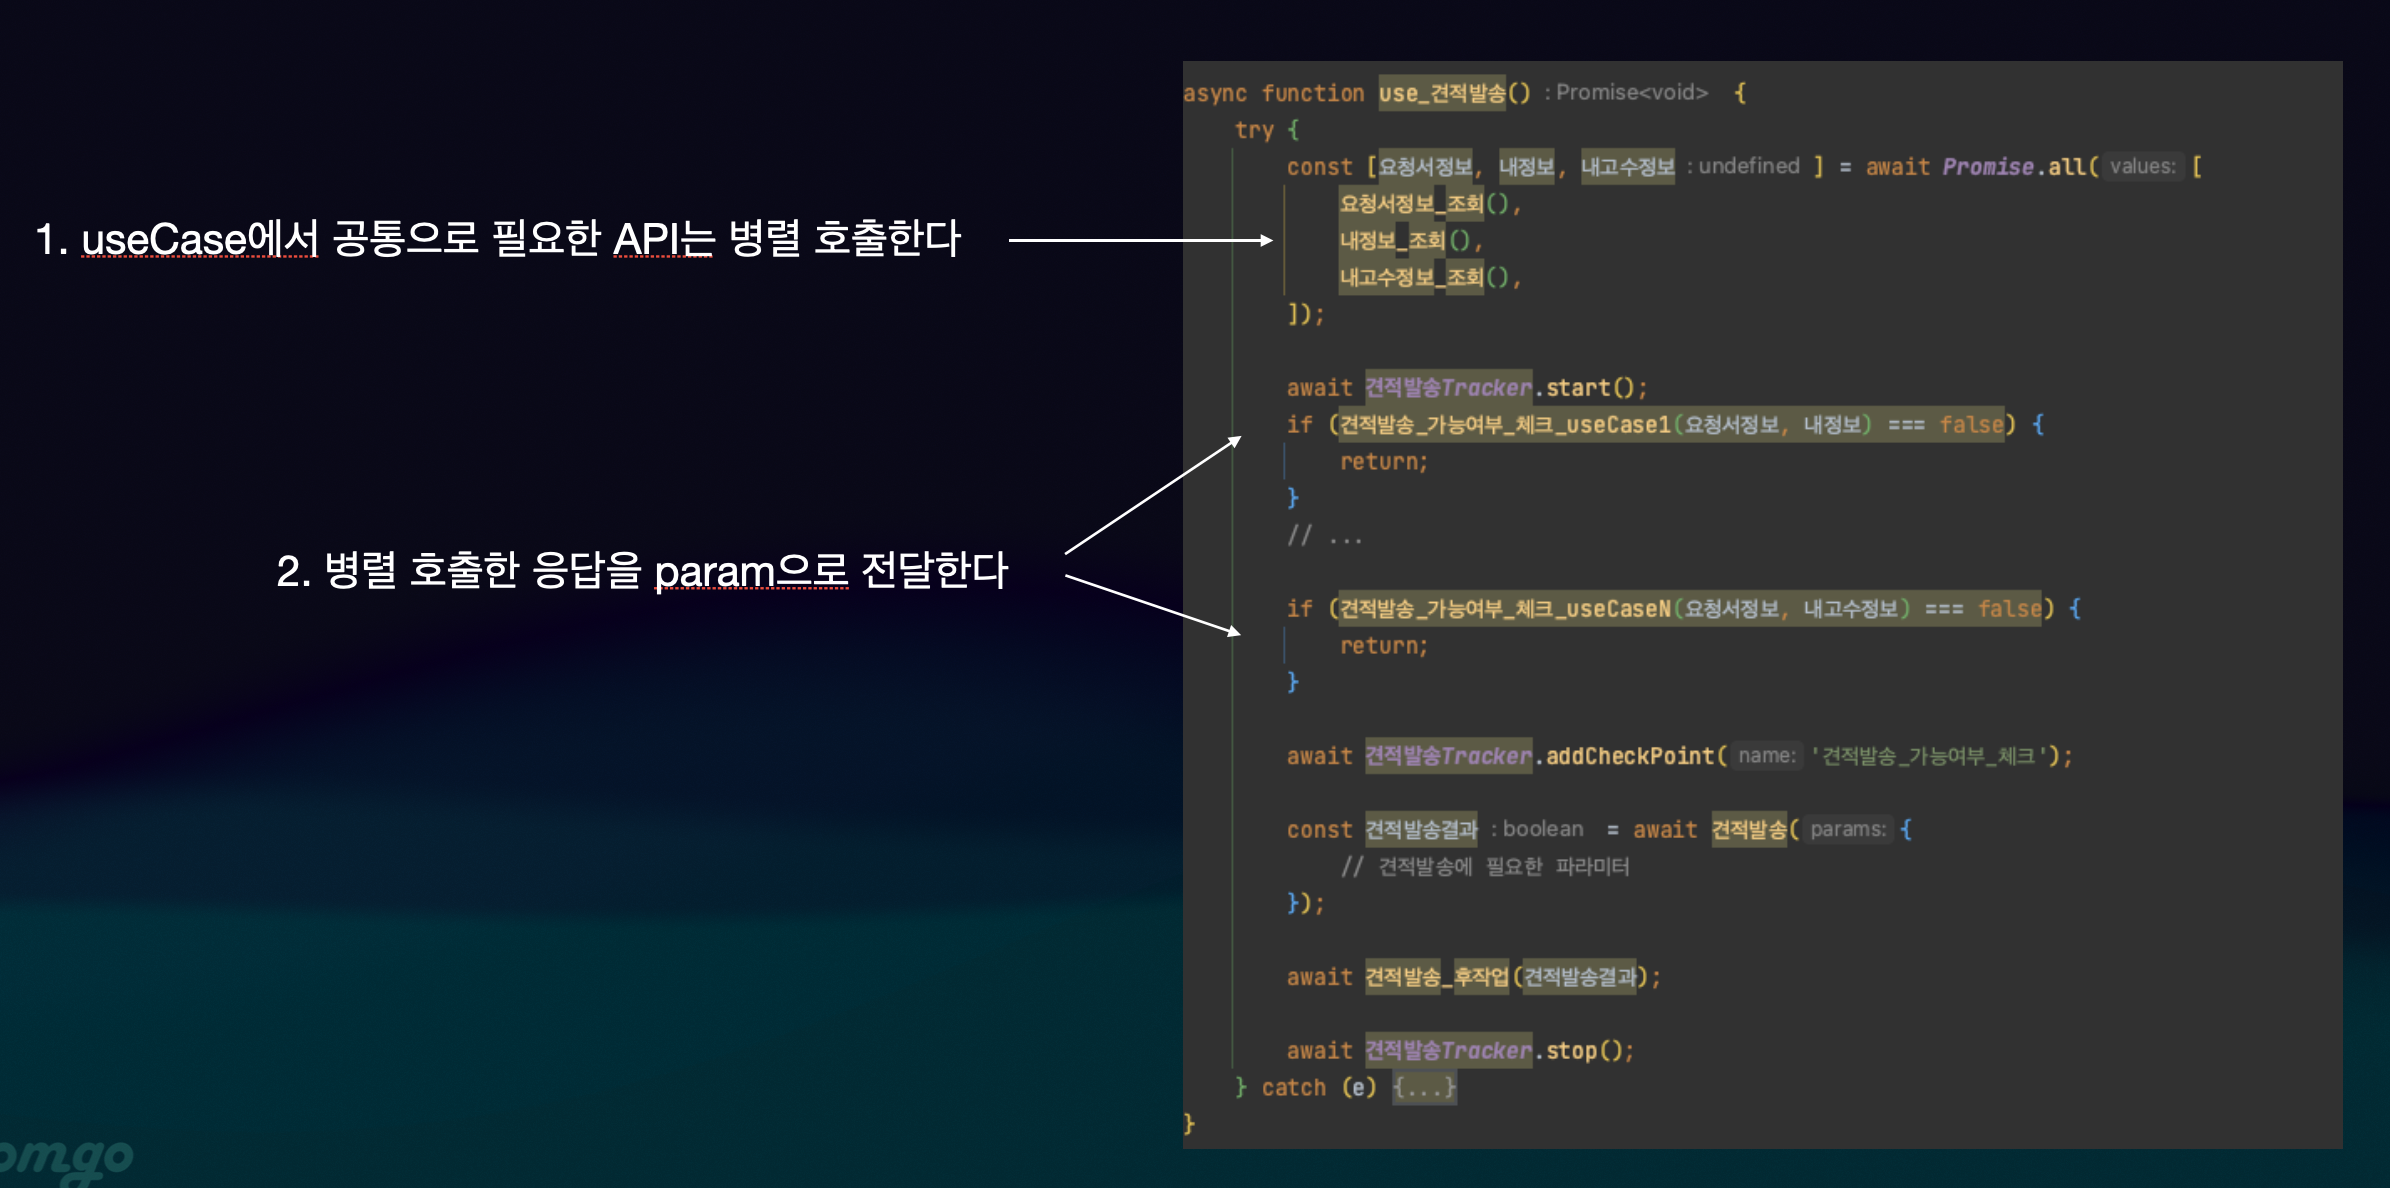 1. useCase에서 공통으로 필요한 API는 병렬 호출한다
2. 병렬 호출한 응답을 param으로 전달한다
async function use_견적발송() : Promise<void> {
try {
const [요청서정보, 내정보, 내고수정보 : undefined ] = await Promise.all( values: [
요청서정보_조회(),
내정보_조회(),
내고수정보_조회(),
]);
await 견적발송Tracker.start();
if (견적발송_가능여부_체크_useCase1(요청서정보, 내정보) === false) {
return;
}
// ...
if (견적발송_가능여부_체크_useCaseN(요청서정보, 내고수정보) === false) {
return;
}
await 견적발송Tracker.addCheckPoint( name: '견적발송_가능여부_체크');
const 견적발송결과 : boolean = await 견적발송( params: {
// 견적발송에 필요한 파라미터
});
await 견적발송_후작업(견적발송결과);
await 견적발송Tracker.stop();
} catch (e) {...}
}
omgo